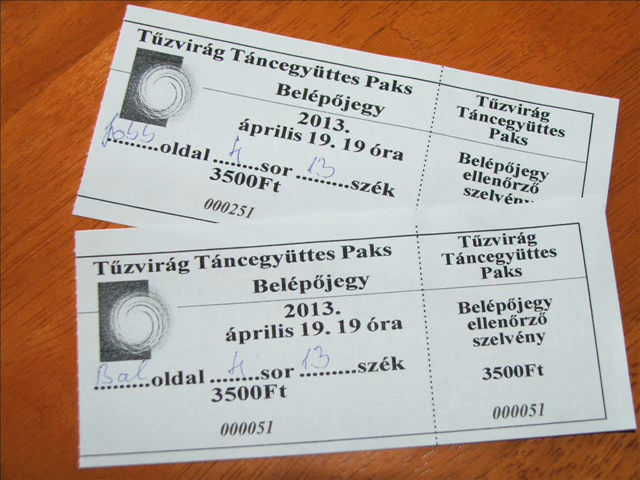 Tűzvirág Táncegyüttes Paks
Belépőjegy
2013.
április 19. 19 óra
Jobb.........oldal 4.......sor 13.........szék
3500Ft
000251
Tűzvirág
Táncegyüttes
Paks
Belépőjegy
ellenőrző
szelvény
Tűzvirág Táncegyüttes Paks
Belépőjegy
2013.
április 19. 19 óra
Bal.........oldal 4.......sor 13.........szék
3500Ft
000051
Tűzvirág
Táncegyüttes
Paks
Belépőjegy
ellenőrző
szelvény
3500Ft
000051